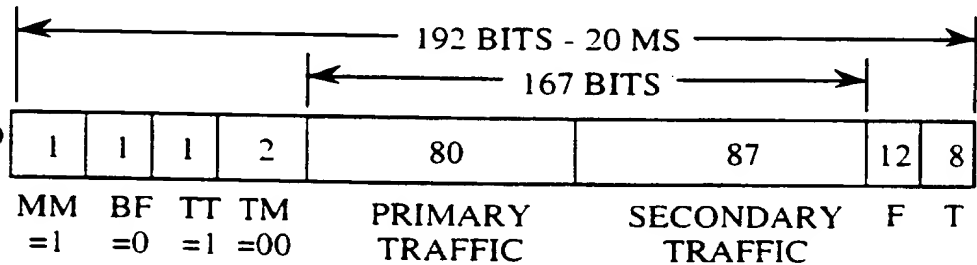 192 BITS - 20 MS
167 BITS
1 1 1 2 80 87 12 8
MM BF TT TM PRIMARY SECONDARY F T
=1 =0 =1 =00 TRAFFIC TRAFFIC